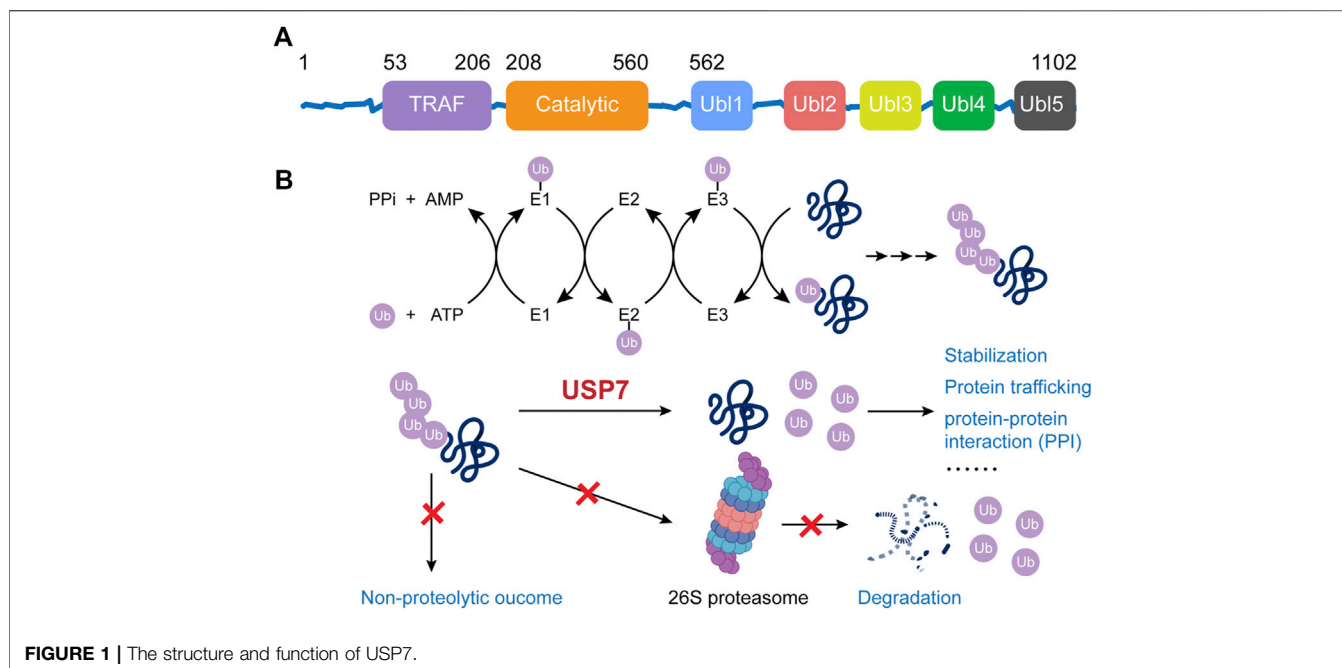 A
1 53 206 208 560 562 1102
TRAF Catalytic Ubl1 Ubl2 Ubl3 Ubl4 Ubl5
B
Ub Ub
PPi + AMP E1 E2 E3
Ub
Ub
Ub
Ub
Ub
Ub + ATP E1 E2 E3
Ub
Stabilization
Ub
Ub
Ub
Ub
USP7
Ub
Ub
Ub
Ub
Protein trafficking
protein-protein
interaction (PPI)
......
Ub
Ub
Ub
Ub
Non-proteolytic oucome 26S proteasome Degradation
FIGURE 1 | The structure and function of USP7.